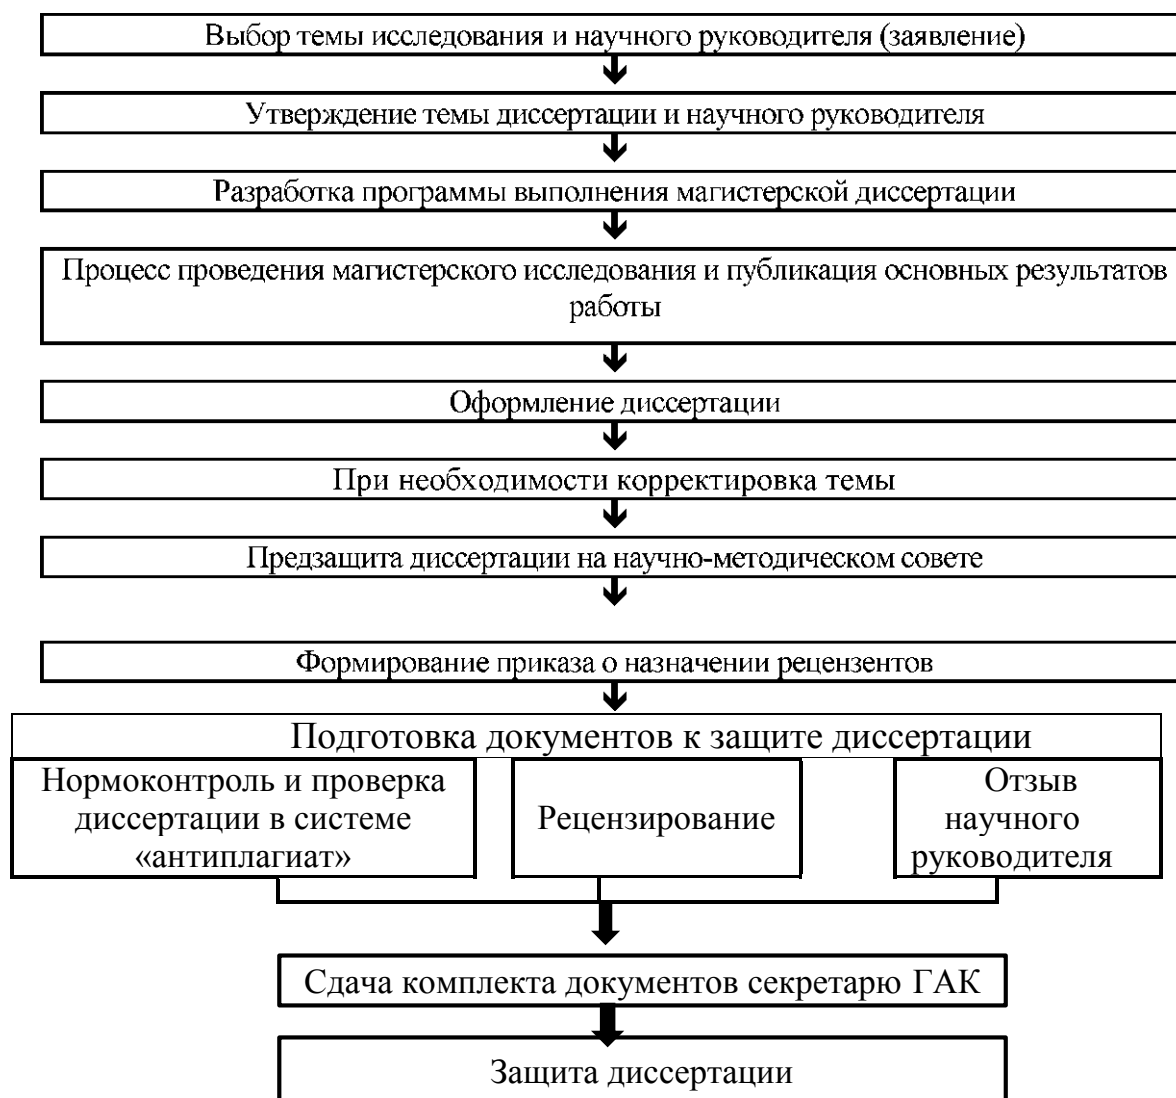 Выбор темы исследования и научного руководителя (заявление)
Утверждение темы диссертации и научного руководителя
Разработка программы выполнения магистерской диссертации
Процесс проведения магистерского исследования и публикация основных результатов
работы
Оформление диссертации
При необходимости корректировка темы
Предзащита диссертации на научно-методическом совете
Формирование приказа о назначении рецензентов
Подготовка документов к защите диссертации
Нормоконтроль и проверка
диссертации в системе
«антиплагиат»
Рецензирование
Отзыв
научного
руководителя
Сдача комплекта документов секретарю ГАК
Защита диссертации